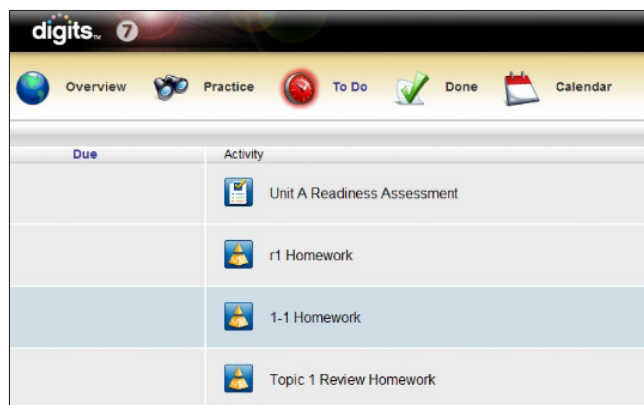 digits™ 7
Overview Practice To Do Done Calendar
Due Activity
Unit A Readiness Assessment
r1 Homework
1-1 Homework
Topic 1 Review Homework